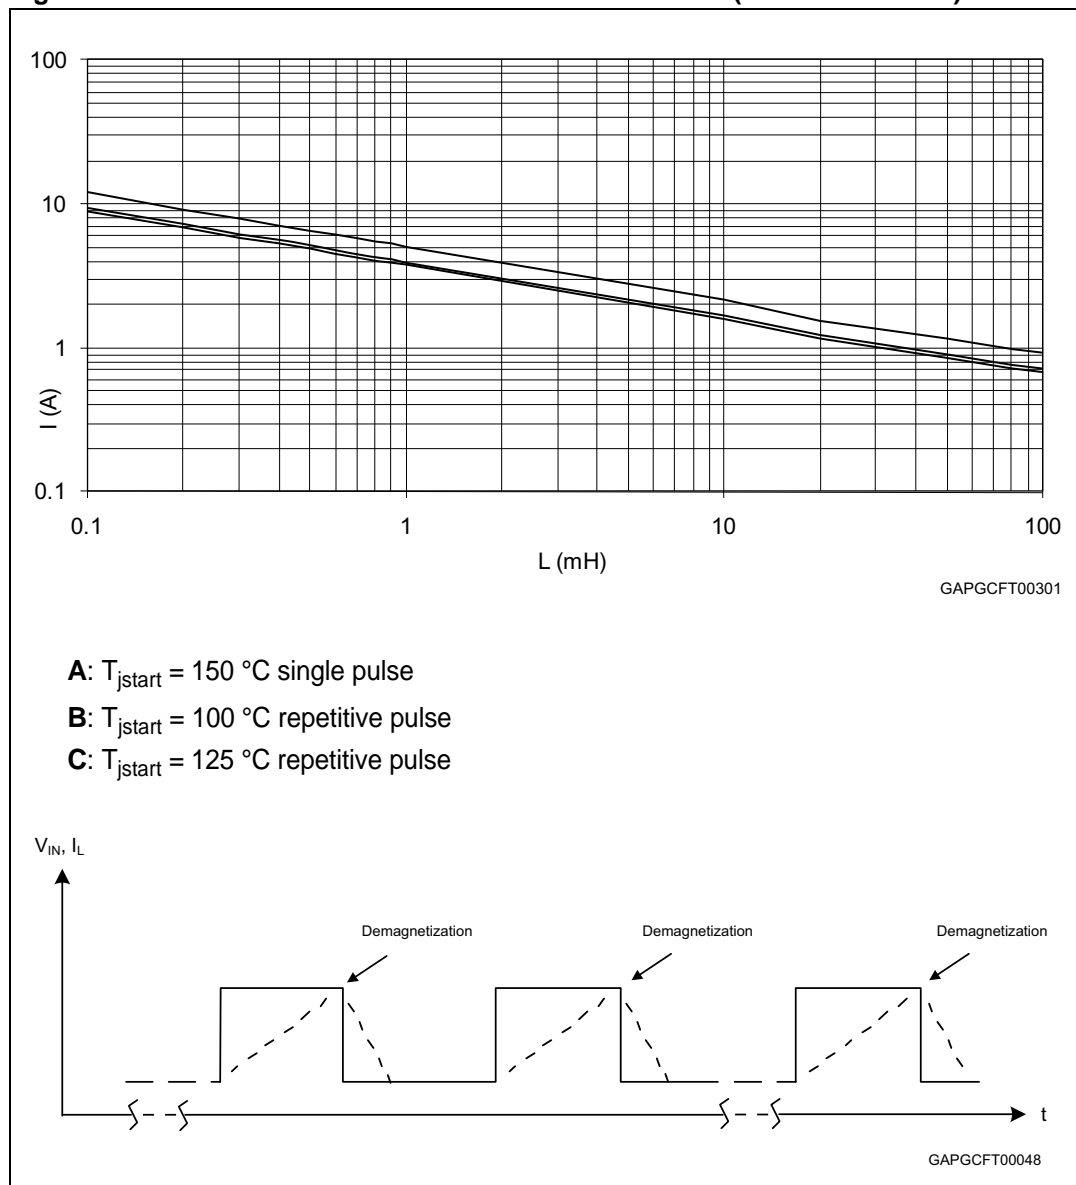 100
10
1
0.1
I (A)
0.1 1 10 100
L (mH)
GAPGCFT00301
A: Tjstart = 150 °C single pulse
B: Tjstart = 100 °C repetitive pulse
C: Tjstart = 125 °C repetitive pulse
VIN, IL
Demagnetization Demagnetization Demagnetization
t
GAPGCFT00048